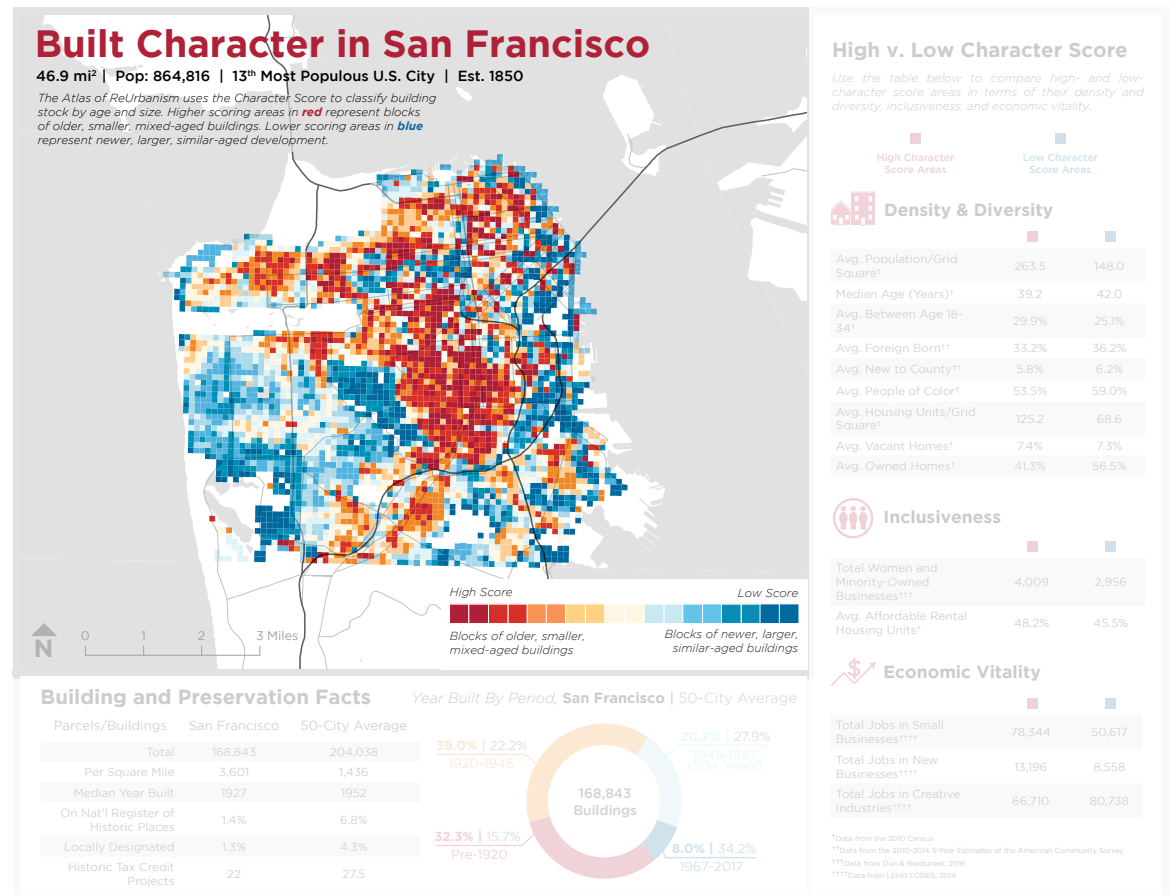 Built Character in San Francisco
46.9 mi² | Pop: 864,816 | 13th Most Populous U.S. City | Est. 1850
The Atlas of ReUrbanism uses the Character Score to classify building
stock by age and size. Higher scoring areas in red represent blocks
of older, smaller, mixed-aged buildings. Lower scoring areas in blue
represent newer, larger, similar-aged development.
High Score
Low Score
Blocks of older, smaller,
mixed-aged buildings
Blocks of newer, larger,
similar-aged buildings
N
0 1 2 3 Miles
High v. Low Character Score
Use the table below to compare high- and low-
character score areas in terms of their density and
diversity, inclusiveness, and economic vitality.
High Character
Score Areas
Low Character
Score Areas
Density & Diversity
Avg. Population/Grid
Square† 263.5 148.0
Median Age (Years)† 39.2 42.0
Avg. Between Age 18-
34† 29.9% 25.1%
Avg. Foreign Born†† 33.2% 36.2%
Avg. New to County†† 5.8% 6.2%
Avg. People of Color† 53.5% 59.0%
Avg. Housing Units/Grid
Square† 125.2 68.6
Avg. Vacant Homes† 7.4% 7.3%
Avg. Owned Homes† 41.3% 56.5%
Inclusiveness
Total Women and
Minority-Owned
Businesses††† 4,009 2,956
Avg. Affordable Rental
Housing Units† 48.2% 45.5%
$
Economic Vitality
Total Jobs in Small
Businesses†††† 78,344 50,617
Total Jobs in New
Businesses†††† 13,196 8,558
Total Jobs in Creative
Industries†††† 66,710 80,738
†Data from the 2010 Census
††Data from the 2010-2014 5-Year Estimates of the American Community Survey
†††Data from Dun & Bradstreet, 2016.
††††Data from LEHD LODES, 2014
Building and Preservation Facts
Parcels/Buildings San Francisco 50-City Average
Total 168,843 204,038
Per Square Mile 3,601 1,436
Median Year Built 1927 1952
On Nat'l Register of
Historic Places 1.4% 6.8%
Locally Designated 1.3% 4.3%
Historic Tax Credit
Projects 22 27.5
Year Built By Period, San Francisco | 50-City Average
39.0% | 22.2%
1920-1945
20.7% | 27.9%
1945-1967
(50+ Years)
168,843
Buildings
32.3% | 15.7%
Pre-1920
8.0% | 34.2%
1967-2017